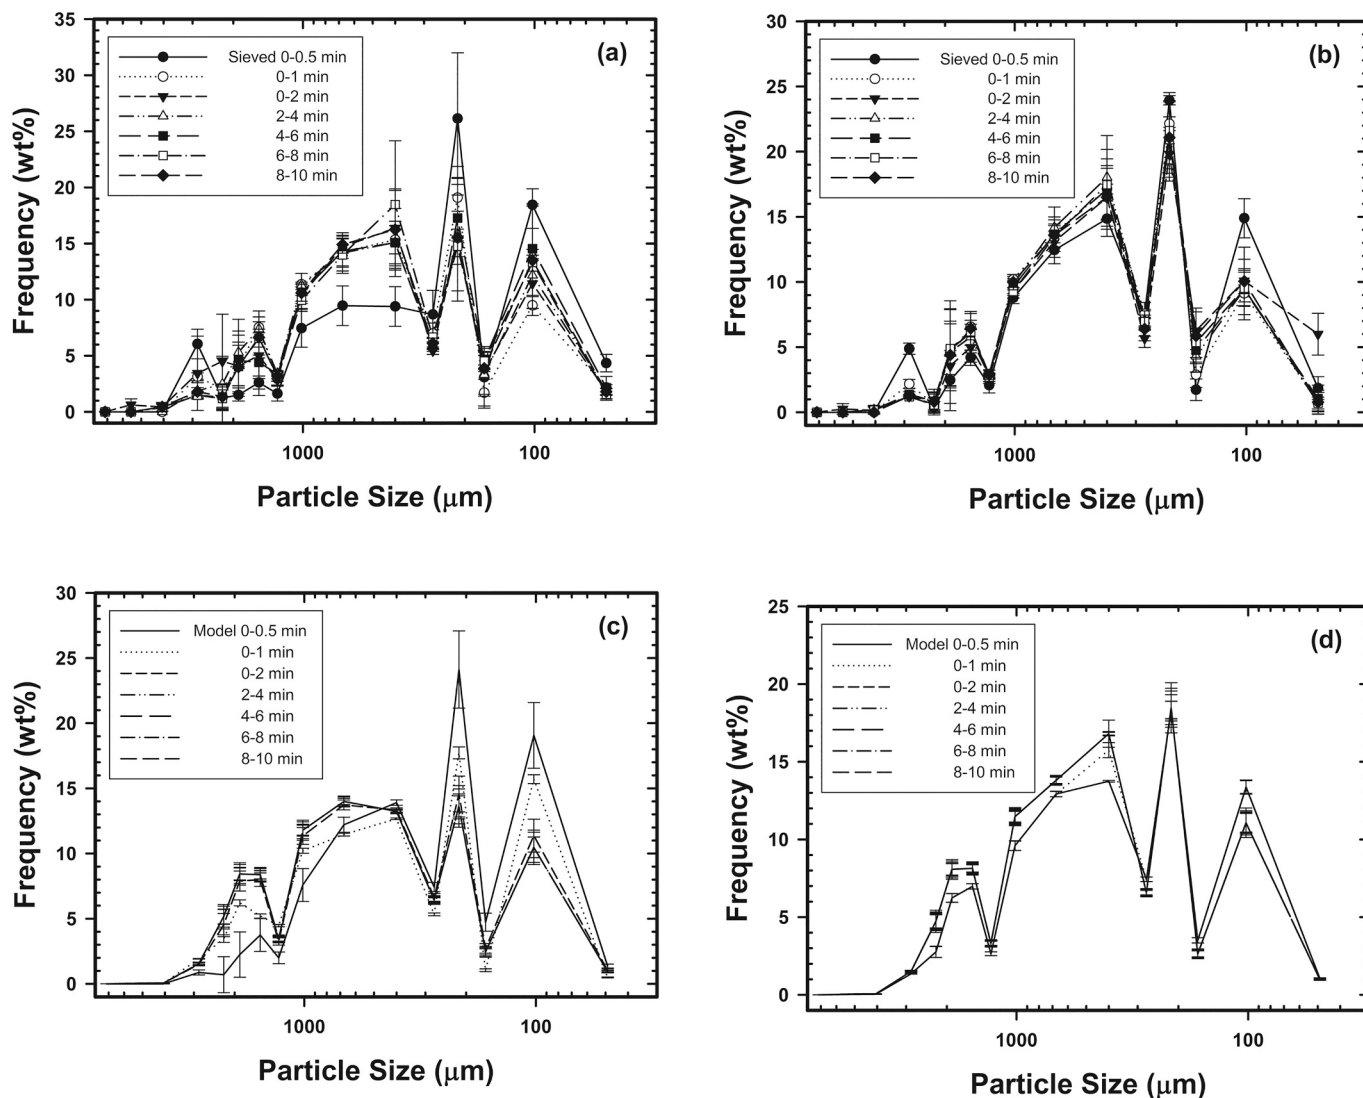 (a)
Frequency (wt%)
35
30
25
20
15
10
5
0
Sieved 0-0.5 min
0-1 min
0-2 min
2-4 min
4-6 min
6-8 min
8-10 min
1000 100
Particle Size (μm)
(b)
Frequency (wt%)
30
25
20
15
10
5
0
Sieved 0-0.5 min
0-1 min
0-2 min
2-4 min
4-6 min
6-8 min
8-10 min
1000 100
Particle Size (μm)
(c)
Frequency (wt%)
30
25
20
15
10
5
0
Model 0-0.5 min
0-1 min
0-2 min
2-4 min
4-6 min
6-8 min
8-10 min
1000 100
Particle Size (μm)
(d)
Frequency (wt%)
25
20
15
10
5
0
Model 0-0.5 min
0-1 min
0-2 min
2-4 min
4-6 min
6-8 min
8-10 min
1000 100
Particle Size (μm)